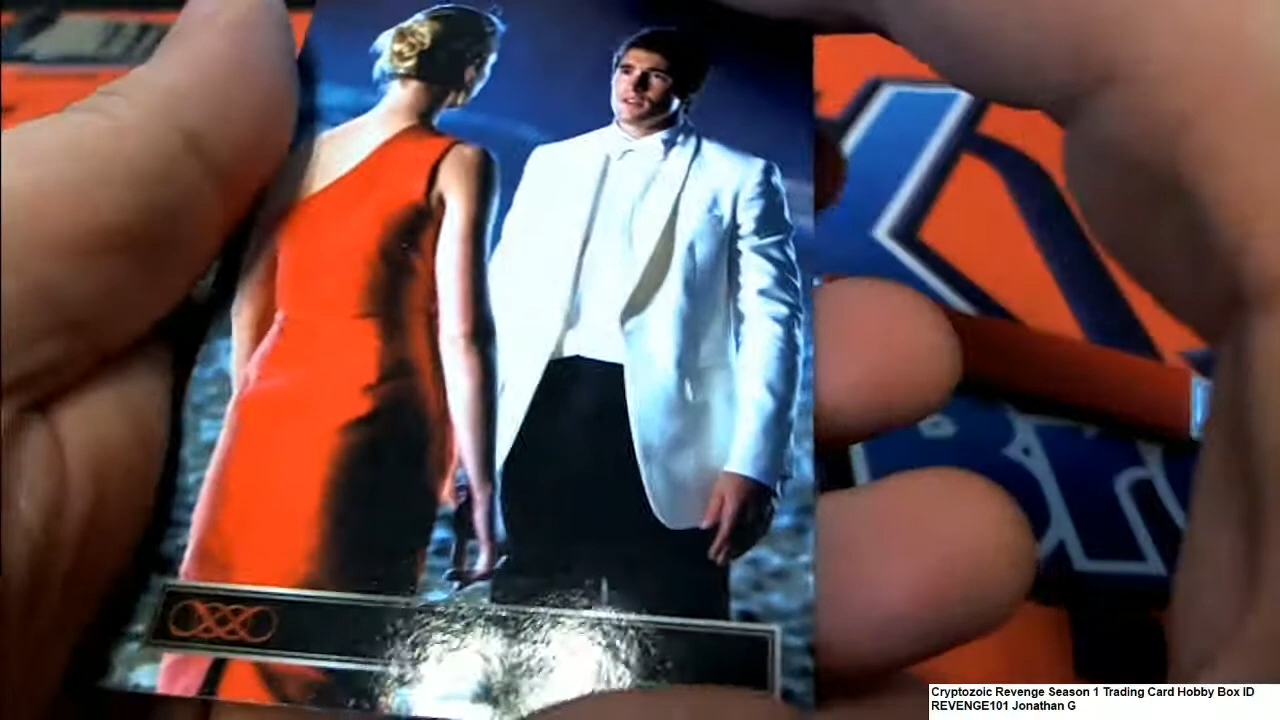 Cryptozoic Revenge Season 1 Trading Card Hobby Box ID
REVENGE101 Jonathan G